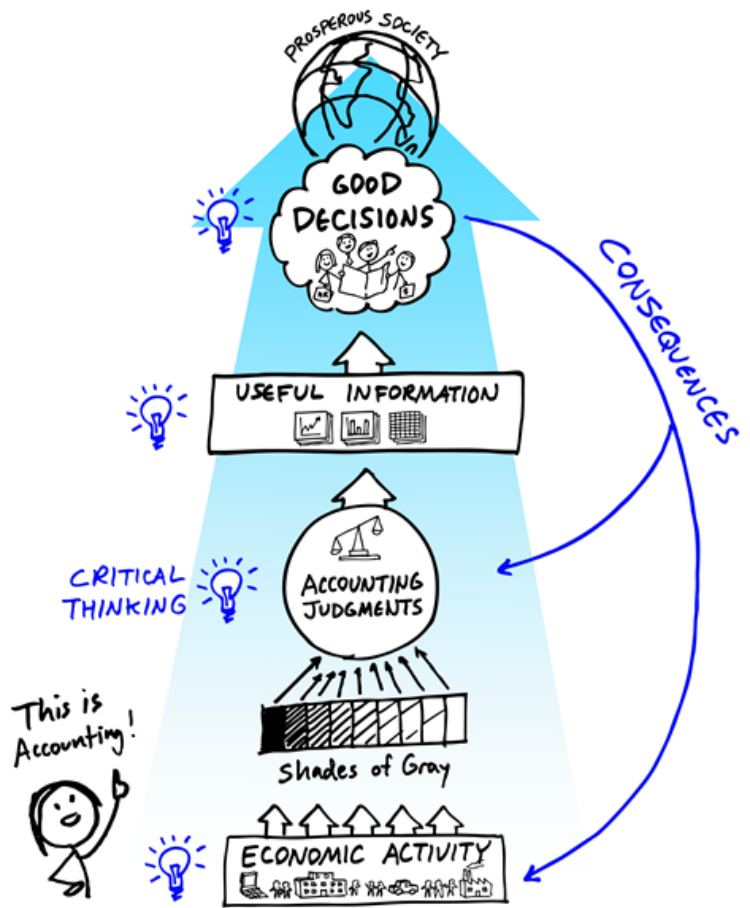 PROSPEROUS SOCIETY
GOOD
DECISIONS
CONSEQUENCES
USEFUL INFORMATION
ACCOUNTING
JUDGMENTS
CRITICAL
THINKING
Shades of Gray
This is
Accounting!
ECONOMIC ACTIVITY